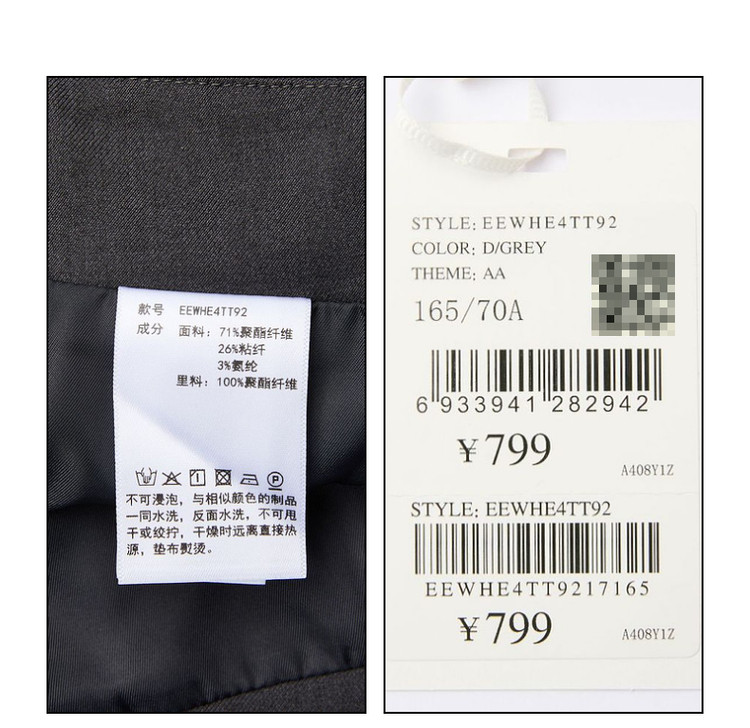 款号 EEWHE4TT92
成分 面料：71%聚酯纤维
26%粘纤
3%氨纶
里料：100%聚酯纤维
不可浸泡，与相似颜色的制品
一同水洗，反面水洗，不可甩
干或绞拧，干燥时远离直接热
源，垫布熨烫。
STYLE: EEWHE4TT92
COLOR: D/GREY
THEME: AA
165/70A
6 933941 282942
¥799
A408Y1Z
STYLE: EEWHE4TT92
EEWHE4TT9217165
¥799
A408Y1Z